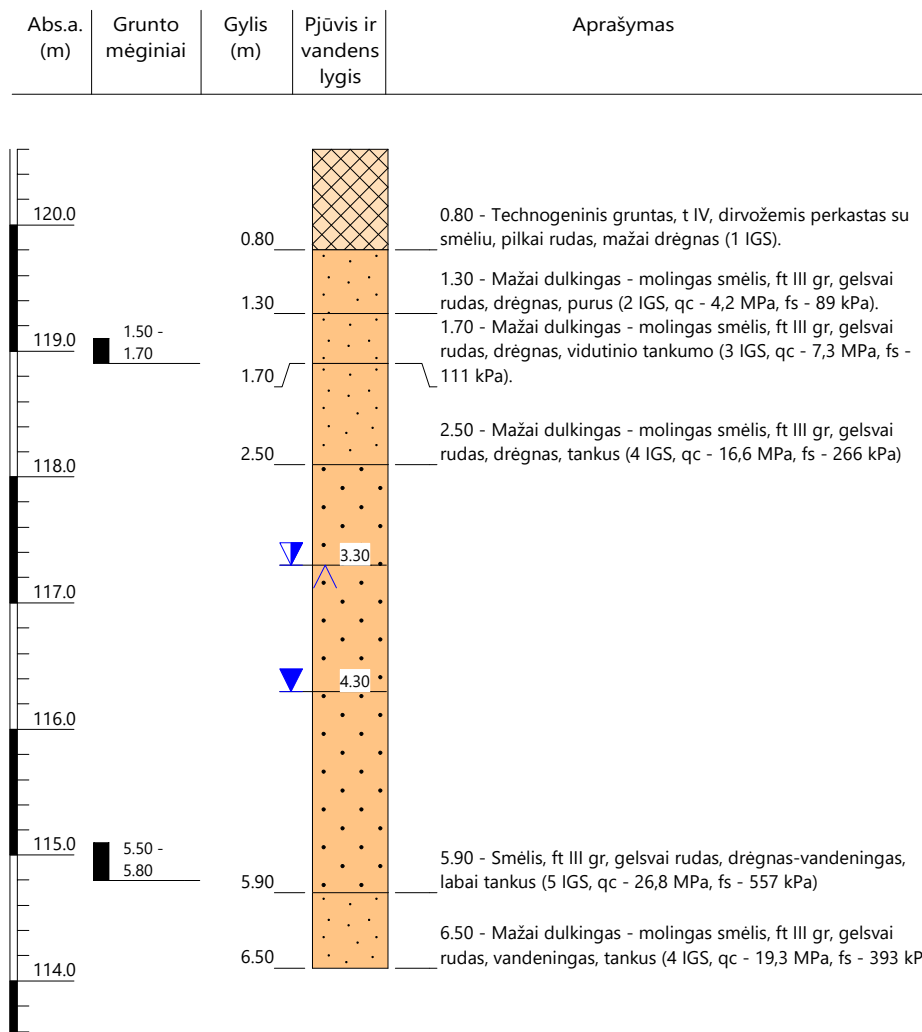 Abs.a. Grunto Gylis Pjūvis ir Aprašymas
(m) mėginiai (m) vandens
lygis
120.0
0.80
0.80 - Technogeninis gruntas, t IV, dirvožemis perkastas su
smėliu, pilkai rudas, mažai drėgnas (1 IGS).
1.30
1.30 - Mažai dulkingas - molingas smėlis, ft III gr, gelsvai
rudas, drėgnas, purus (2 IGS, qc - 4,2 MPa, fs - 89 kPa).
119.0
1.50 -
1.70
1.70
1.70 - Mažai dulkingas - molingas smėlis, ft III gr, gelsvai
rudas, drėgnas, vidutinio tankumo (3 IGS, qc - 7,3 MPa, fs -
111 kPa).
2.50
2.50 - Mažai dulkingas - molingas smėlis, ft III gr, gelsvai
rudas, drėgnas, tankus (4 IGS, qc - 16,6 MPa, fs - 266 kPa)
118.0
3.30
117.0
4.30
116.0
115.0
5.50 -
5.80
5.90
5.90 - Smėlis, ft III gr, gelsvai rudas, drėgnas-vandeningas,
labai tankus (5 IGS, qc - 26,8 MPa, fs - 557 kPa)
6.50
6.50 - Mažai dulkingas - molingas smėlis, ft III gr, gelsvai
rudas, vandeningas, tankus (4 IGS, qc - 19,3 MPa, fs - 393 kP
114.0